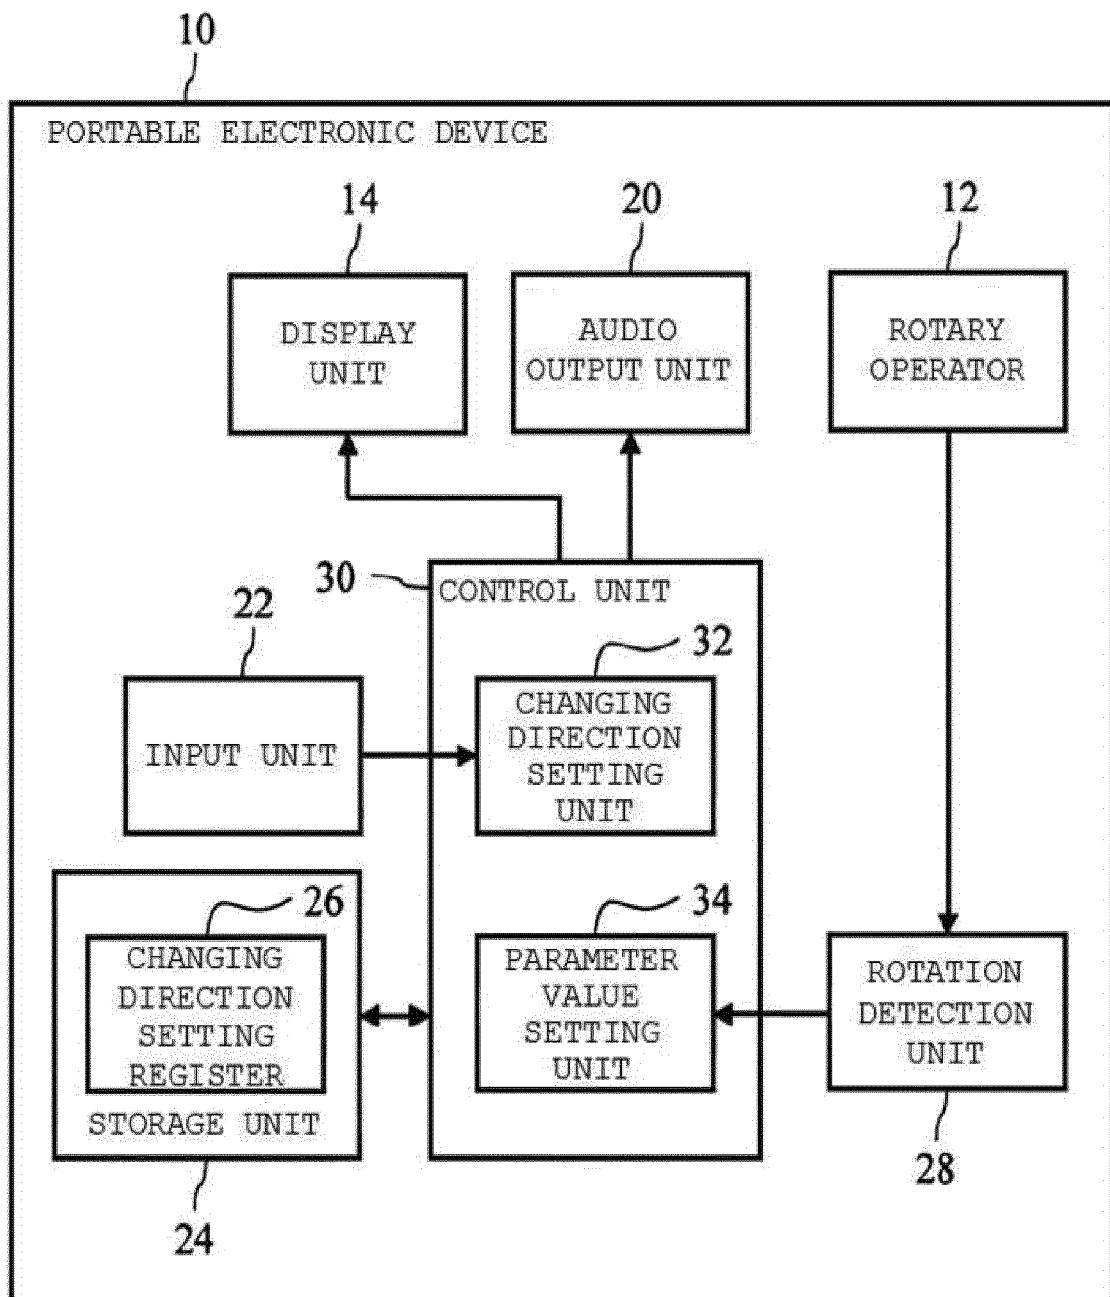 10
PORTABLE ELECTRONIC DEVICE
14
20
12
DISPLAY
UNIT
AUDIO
OUTPUT UNIT
ROTARY
OPERATOR
30
CONTROL UNIT
22
32
INPUT UNIT
CHANGING
DIRECTION
SETTING
UNIT
26
34
CHANGING
DIRECTION
SETTING
REGISTER
PARAMETER
VALUE
SETTING
UNIT
ROTATION
DETECTION
UNIT
STORAGE UNIT
28
24